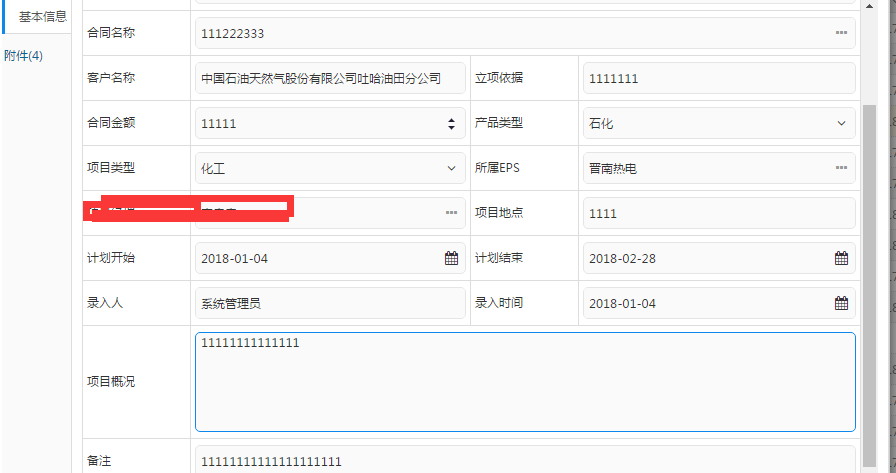 基本信息
附件(4)
合同名称 111222333
客户名称 中国石油天然气股份有限公司吐哈油田分公司 立项依据 1111111
合同金额 11111 产品类型 石化
项目类型 化工 所属EPS 晋南热电
项目地点 1111
计划开始 2018-01-04 计划结束 2018-02-28
录入人 系统管理员 录入时间 2018-01-04
项目概况 11111111111111
备注 11111111111111111111